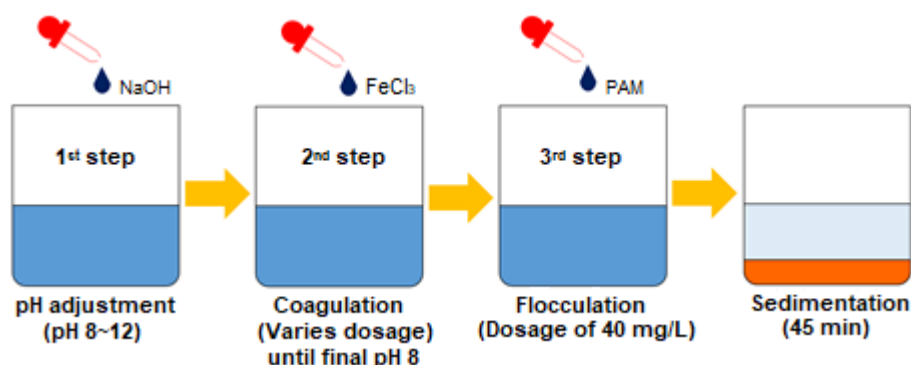 NaOH
FeCl₃
PAM
1st step
2nd step
3rd step
pH adjustment
(pH 8~12)
Coagulation
(Varies dosage)
until final pH 8
Flocculation
(Dosage of 40 mg/L)
Sedimentation
(45 min)